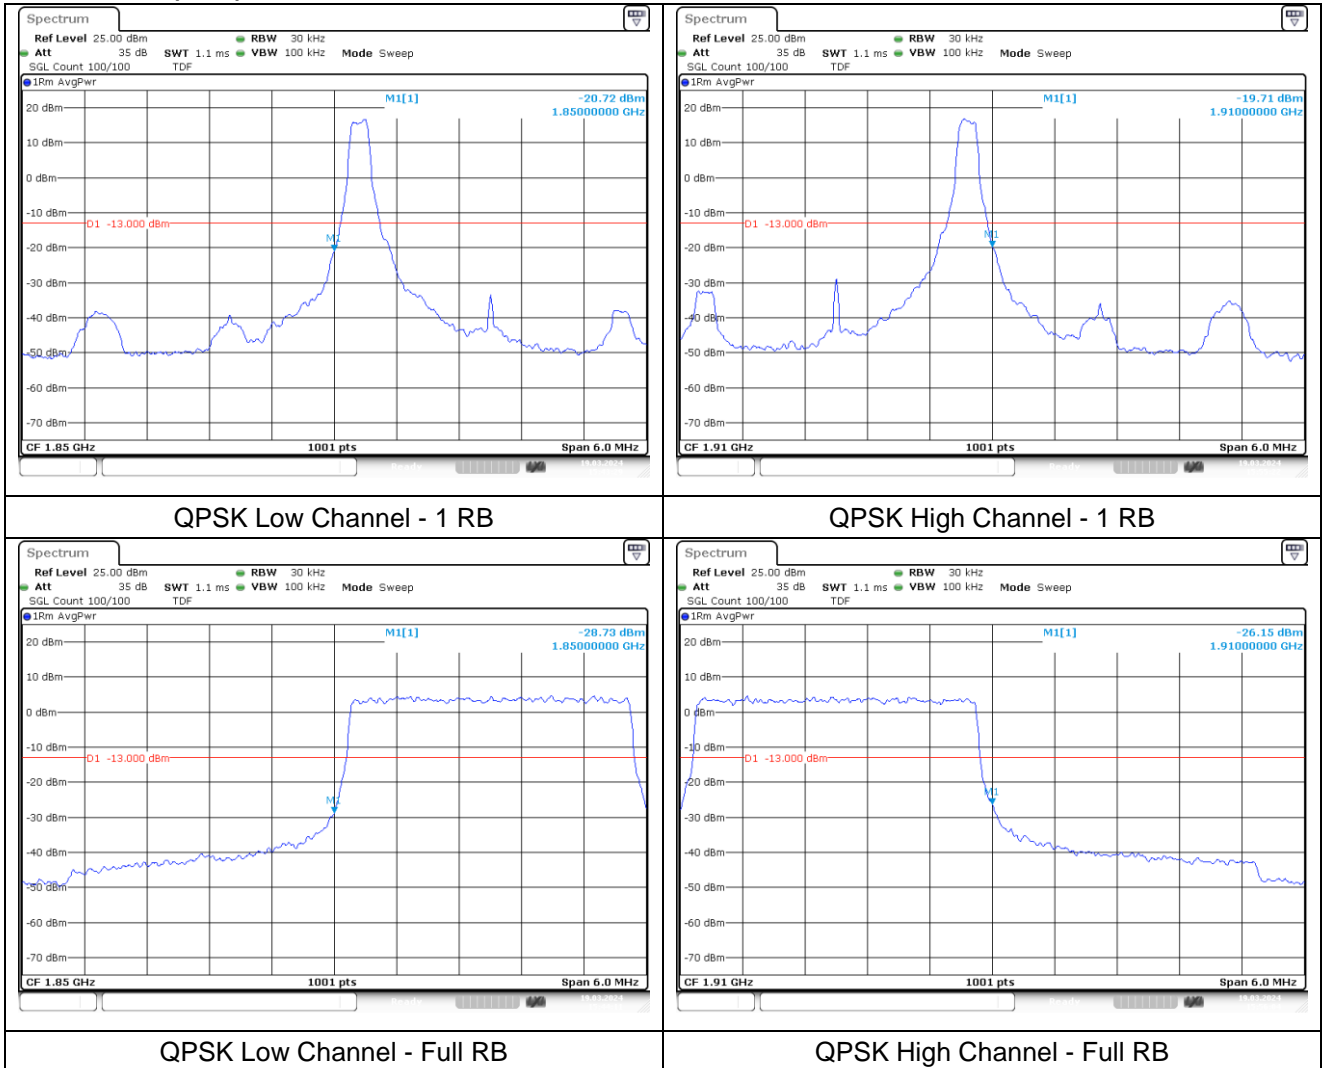 Spectrum
Ref Level 25.00 dBm RBW 30 kHz
Att 35 dB SWT 1.1 ms VBW 100 kHz Mode Sweep
SGL Count 100/100 TDF
1Rm AvgPwr
M1[1] -20.72 dBm
1.85000000 GHz
20 dBm
10 dBm
0 dBm
-10 dBm
D1 -13.000 dBm
M1
-20 dBm
-30 dBm
-40 dBm
-50 dBm
-60 dBm
-70 dBm
CF 1.85 GHz 1001 pts Span 6.0 MHz
Ready 19.03.2024
QPSK Low Channel - 1 RB
Spectrum
Ref Level 25.00 dBm RBW 30 kHz
Att 35 dB SWT 1.1 ms VBW 100 kHz Mode Sweep
SGL Count 100/100 TDF
1Rm AvgPwr
M1[1] -19.71 dBm
1.91000000 GHz
20 dBm
10 dBm
0 dBm
-10 dBm
D1 -13.000 dBm
M1
-20 dBm
-30 dBm
-40 dBm
-50 dBm
-60 dBm
-70 dBm
CF 1.91 GHz 1001 pts Span 6.0 MHz
Ready 19.03.2024
QPSK High Channel - 1 RB
Spectrum
Ref Level 25.00 dBm RBW 30 kHz
Att 35 dB SWT 1.1 ms VBW 100 kHz Mode Sweep
SGL Count 100/100 TDF
1Rm AvgPwr
M1[1] -28.73 dBm
1.85000000 GHz
20 dBm
10 dBm
0 dBm
-10 dBm
D1 -13.000 dBm
-20 dBm
M1
-30 dBm
-40 dBm
-50 dBm
-60 dBm
-70 dBm
CF 1.85 GHz 1001 pts Span 6.0 MHz
Ready 19.03.2024
QPSK Low Channel - Full RB
Spectrum
Ref Level 25.00 dBm RBW 30 kHz
Att 35 dB SWT 1.1 ms VBW 100 kHz Mode Sweep
SGL Count 100/100 TDF
1Rm AvgPwr
M1[1] -26.15 dBm
1.91000000 GHz
20 dBm
10 dBm
0 dBm
-10 dBm
D1 -13.000 dBm
-20 dBm
M1
-30 dBm
-40 dBm
-50 dBm
-60 dBm
-70 dBm
CF 1.91 GHz 1001 pts Span 6.0 MHz
Ready 19.03.2024
QPSK High Channel - Full RB